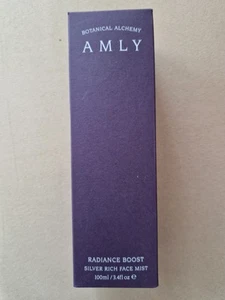 BOTANICAL ALCHEMY
AMLY
RADIANCE BOOST
SILVER RICH FACE MIST
100ml / 3.4fl oz ℮